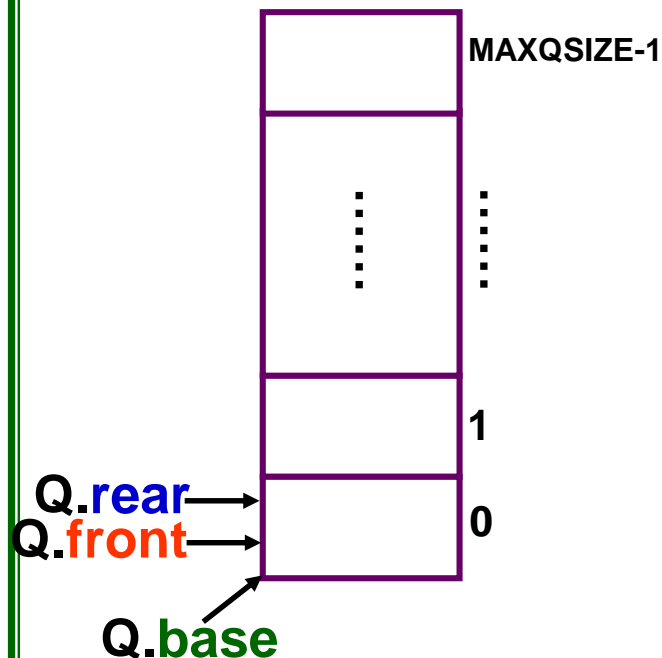 MAXQSIZE-1
⋮ ⋮
1
Q.rear
Q.front
0
Q.base